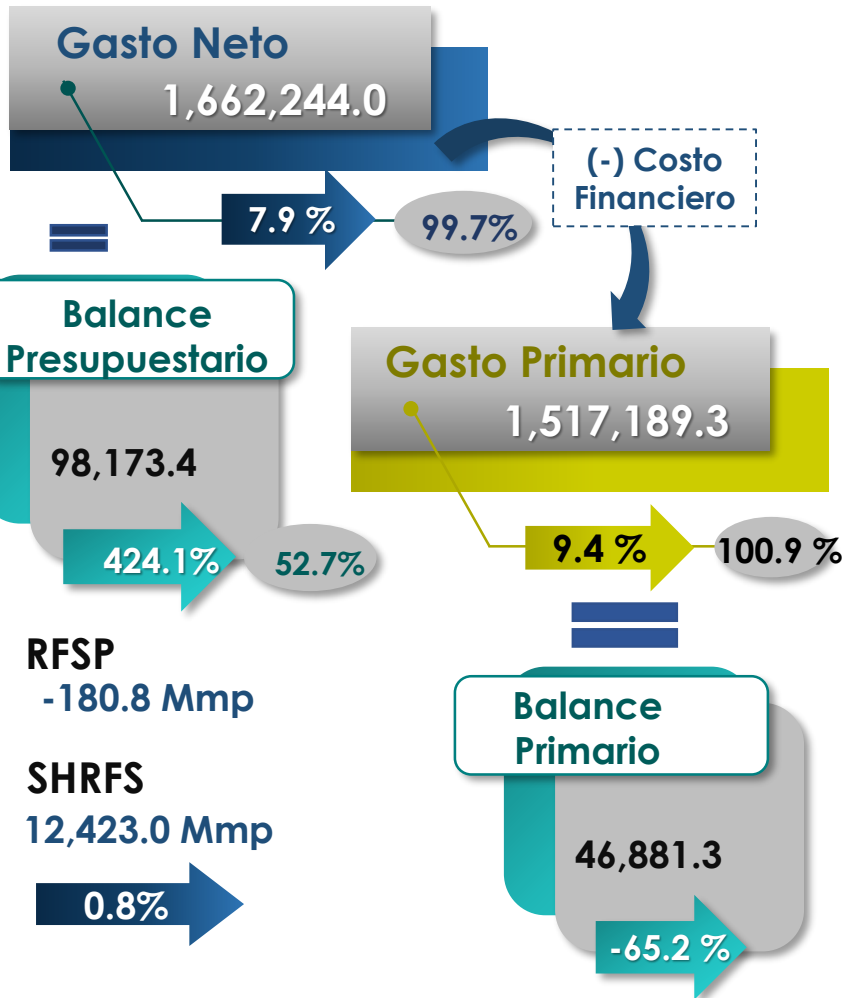 Gasto Neto
1,662,244.0
(-) Costo
Financiero
7.9 %
99.7%
Balance
Presupuestario
98,173.4
424.1%
52.7%
Gasto Primario
1,517,189.3
9.4 %
100.9 %
RFSP
-180.8 Mmp
SHRFS
12,423.0 Mmp
0.8%
Balance
Primario
46,881.3
-65.2 %